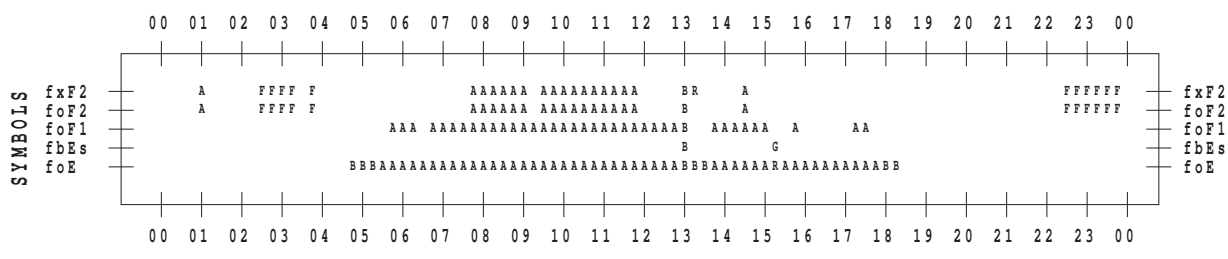 00 01 02 03 04 05 06 07 08 09 10 11 12 13 14 15 16 17 18 19 20 21 22 23 00
SYMBOLS
fxF2 A FFFF F AAAAAA AAAAAAAAAA BR A FFFFFF fxF2
foF2 A FFFF F AAAAAA AAAAAAAAAA B A FFFFFF foF2
foF1 AAA AAAAAAAAAAAAAAAAAAAAAAAAAB AAAAAA A AA foF1
fbEs B G fbEs
foE BBBAAAAAAAAAAAAAAAAAAAAAAAAAAAAAABBBAAAAAARAAAAAAAAAABB foE
00 01 02 03 04 05 06 07 08 09 10 11 12 13 14 15 16 17 18 19 20 21 22 23 00